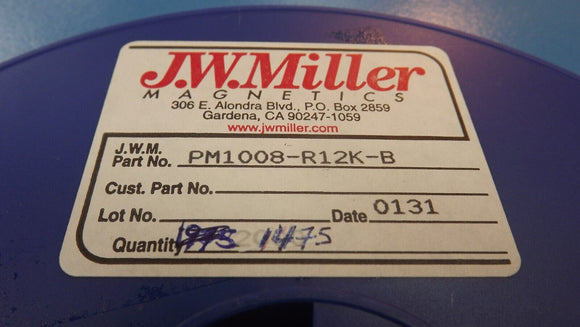 J.W.Miller
MAGNETICS
306 E. Alondra Blvd., P.O. Box 2859
Gardena, CA 90247-1059
www.jwmiller.com
J.W.M.
Part No. PM1008-R12K-B
Cust. Part No.
Lot No. Date 0131
Quantity 1475